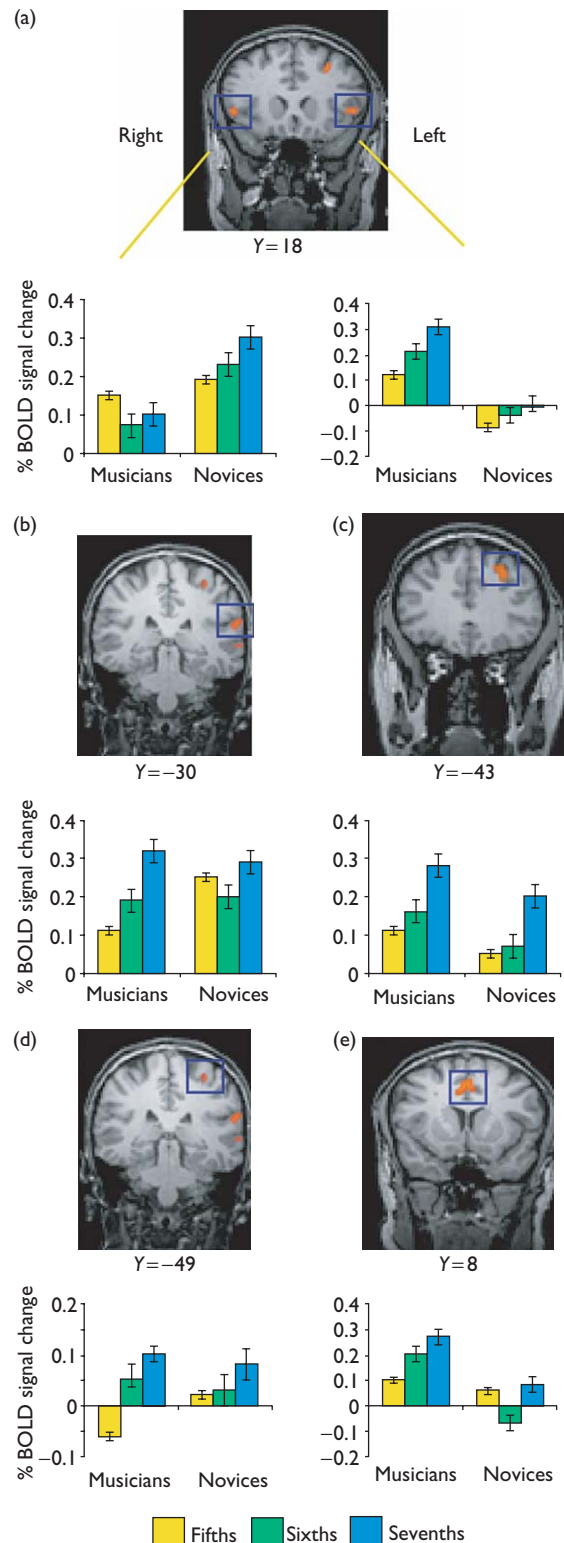 (a)
Right
Left
Y=18
% BOLD signal change
0.4
0.3
0.2
0.1
0
Musicians Novices
0.4
0.3
0.2
0.1
0
−0.1
−0.2
Musicians Novices
(b)
(c)
Y=−30
Y=−43
% BOLD signal change
0.4
0.3
0.2
0.1
0
Musicians Novices
0.4
0.3
0.2
0.1
0
Musicians Novices
(d)
(e)
Y=−49
Y=8
% BOLD signal change
0.2
0.1
0
−0.1
Musicians Novices
0.4
0.3
0.2
0.1
0
−0.1
−0.2
Musicians Novices
Fifths Sixths Sevenths